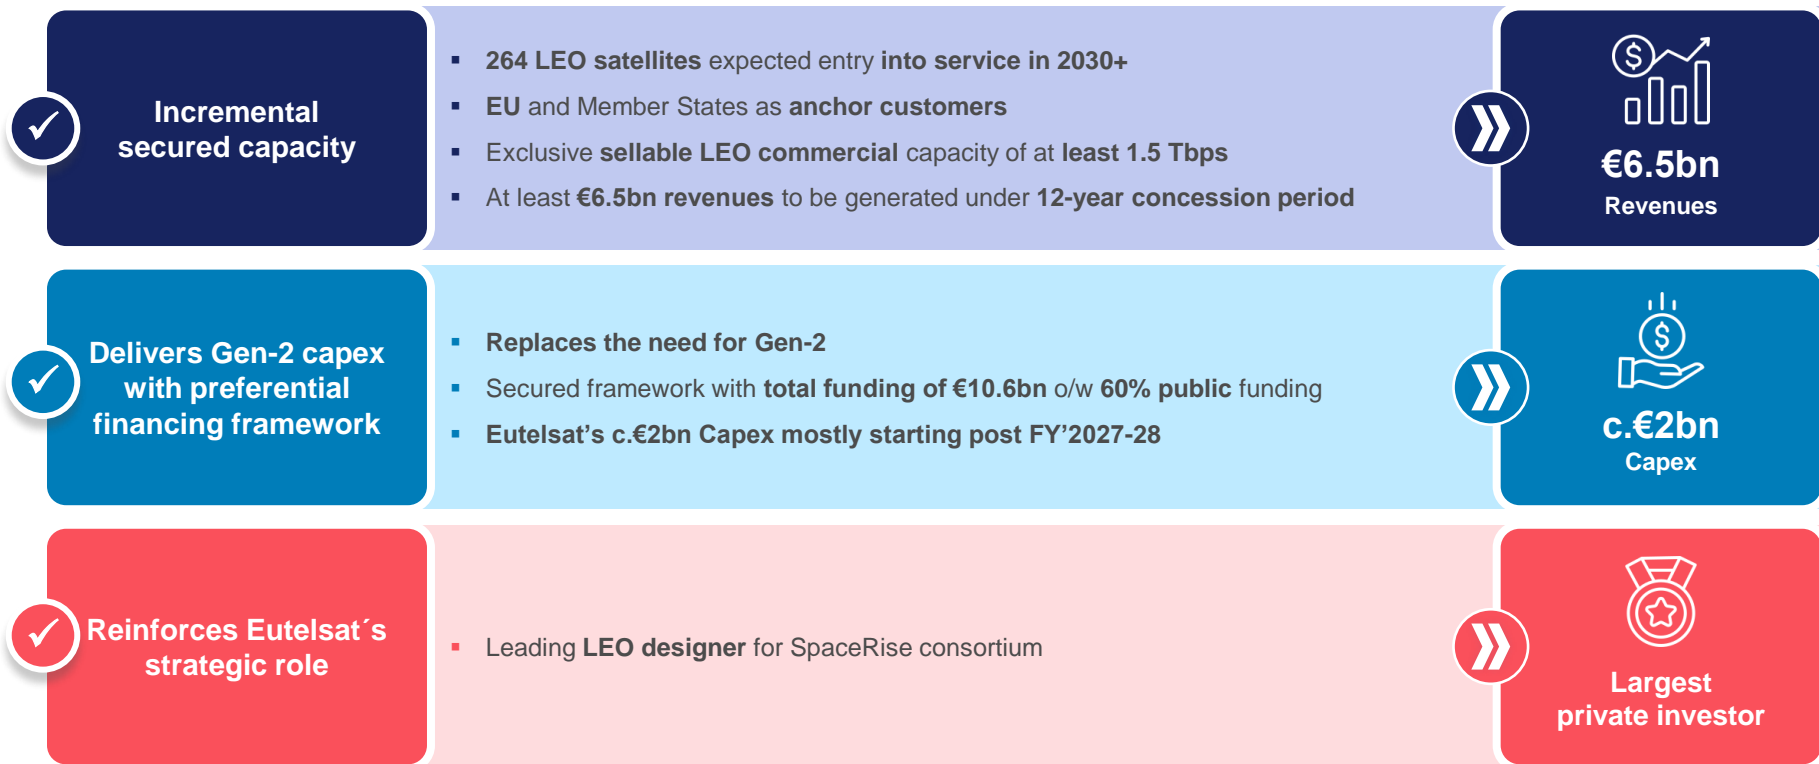 Incremental
secured capacity
264 LEO satellites expected entry into service in 2030+
EU and Member States as anchor customers
Exclusive sellable LEO commercial capacity of at least 1.5 Tbps
At least €6.5bn revenues to be generated under 12-year concession period
€6.5bn
Revenues
Delivers Gen-2 capex
with preferential
financing framework
Replaces the need for Gen-2
Secured framework with total funding of €10.6bn o/w 60% public funding
Eutelsat’s c.€2bn Capex mostly starting post FY’2027-28
c.€2bn
Capex
Reinforces Eutelsat´s
strategic role
Leading LEO designer for SpaceRise consortium
Largest
private investor